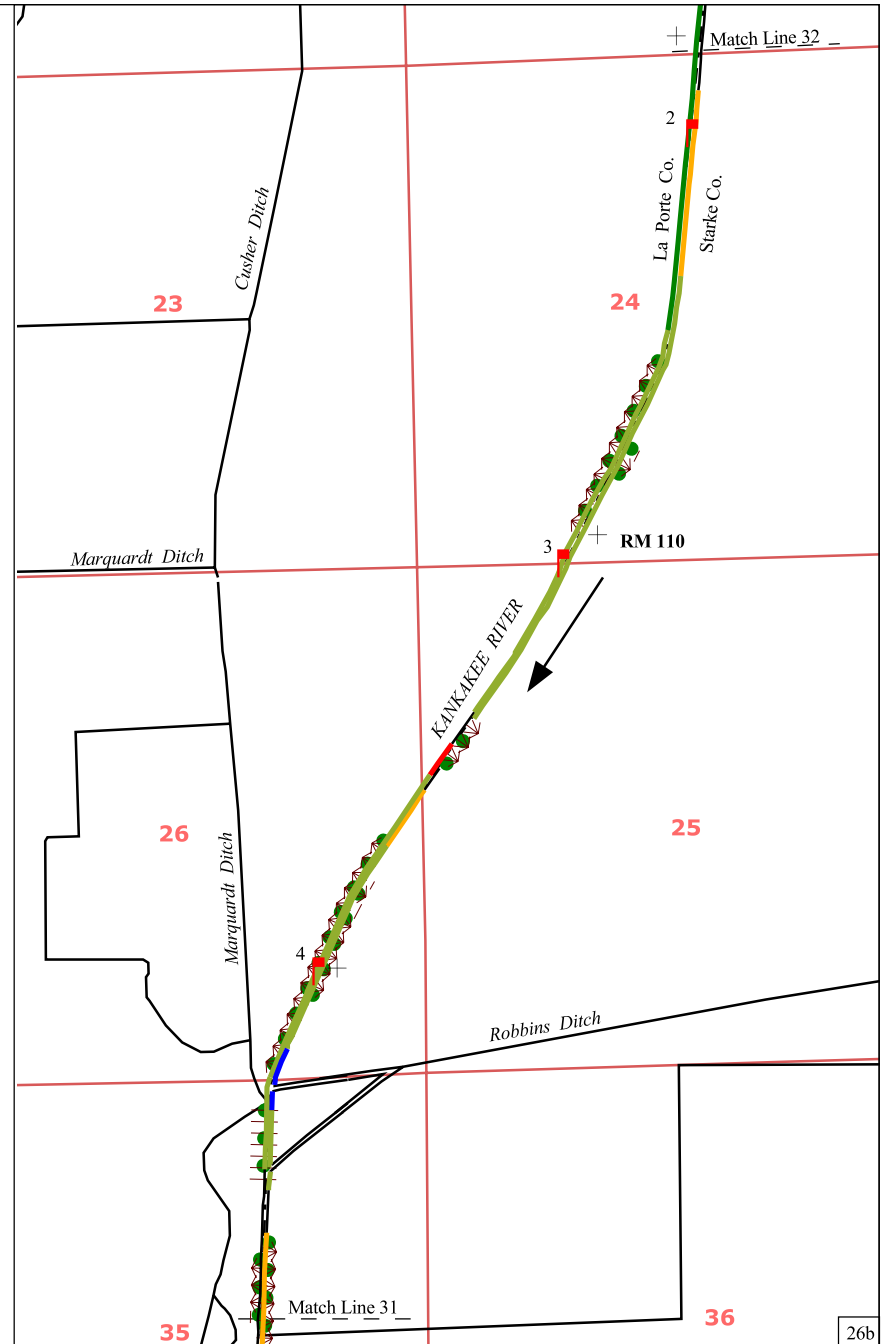 Match Line 32
2
La Porte Co.
Starke Co.
Cusher Ditch
23
24
Marquardt Ditch
3
RM 110
KANKAKEE RIVER
26
25
Marquardt Ditch
4
Robbins Ditch
Match Line 31
35
36
26b